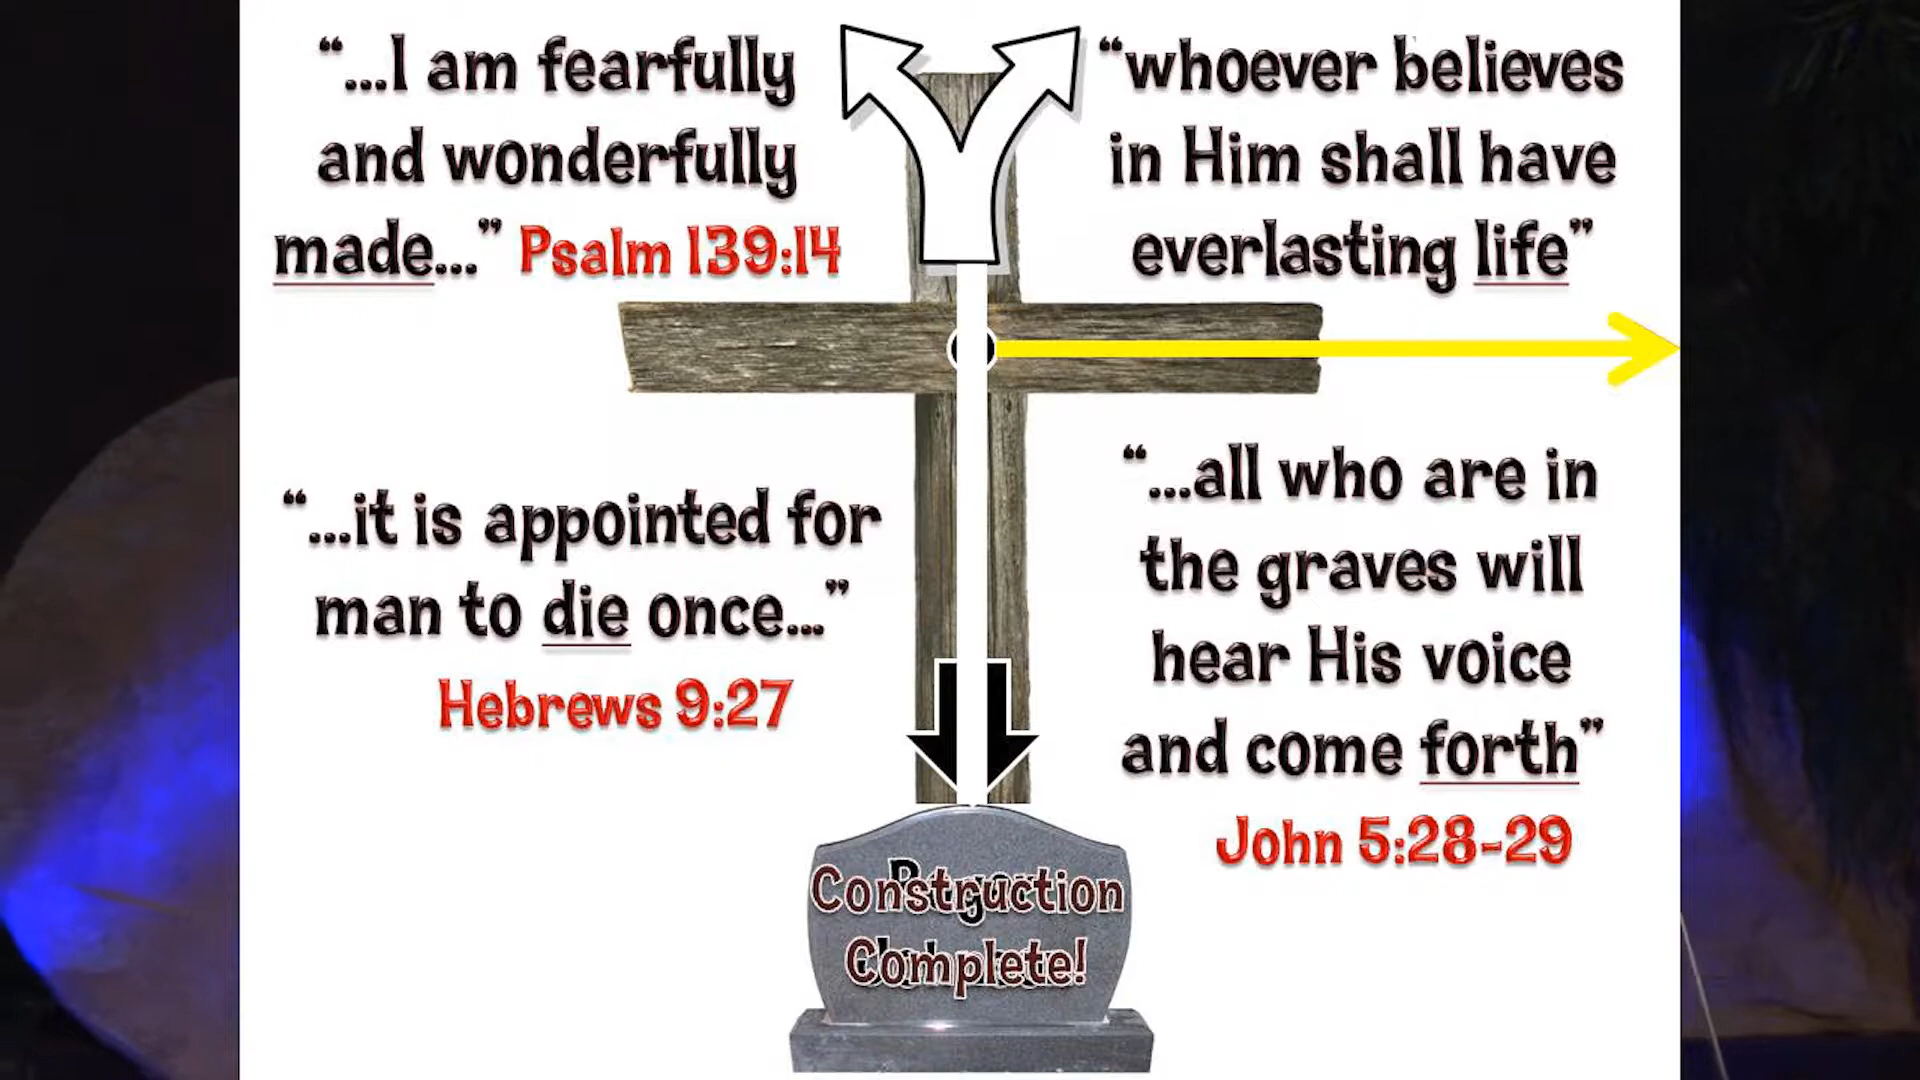 “...I am fearfully
and wonderfully
made...” Psalm 139:14
“whoever believes
in Him shall have
everlasting life”
“...it is appointed for
man to die once...”
Hebrews 9:27
“...all who are in
the graves will
hear His voice
and come forth”
John 5:28-29
Construction
Complete!